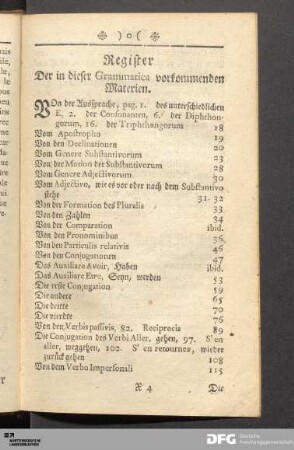 )o(
Register
Der in dieser Grammatica vorkommenden
Materien.
VOn der Aussprache, pag. 1. des unterschiedlichen
E, 2. der Consonanten, 6. der Diphthon-
gorum, 16. der Triphthongorum 18
Vom Apostropho 19
Von den Declinationen 20
Vom Genere Substantivorum 23
Von der Motion der Substantivorum 28
Vom Genere Adjectivorum 30
Vom Adjectivo, wie es vor oder nach dem Substantivo
stehe 31. 32
Von der Formation des Pluralis 33
Von den Zahlen 34
Von der Comparation ibid.
Von den Pronominibus 36
Von den Particulis relativis 46
Von den Conjugationen 47
Das Auxiliare Avoir, Haben ibid.
Das Auxiliare Etre, Seyn, werden 53
Die erste Conjugation 59
Die andere 65
Die dritte 70
Die vierdte 76
Von den Verbis passivis, 82. Reciprocis 89
Die Conjugation des Verbi Aller, gehen, 97. S'en
aller, weggehen, 102. S'en retourner, wieder
zurück gehen 108
Von dem Verbo Impersonali 115
X 4 Die
DFG Deutsche
Forschungsgemeinschaft